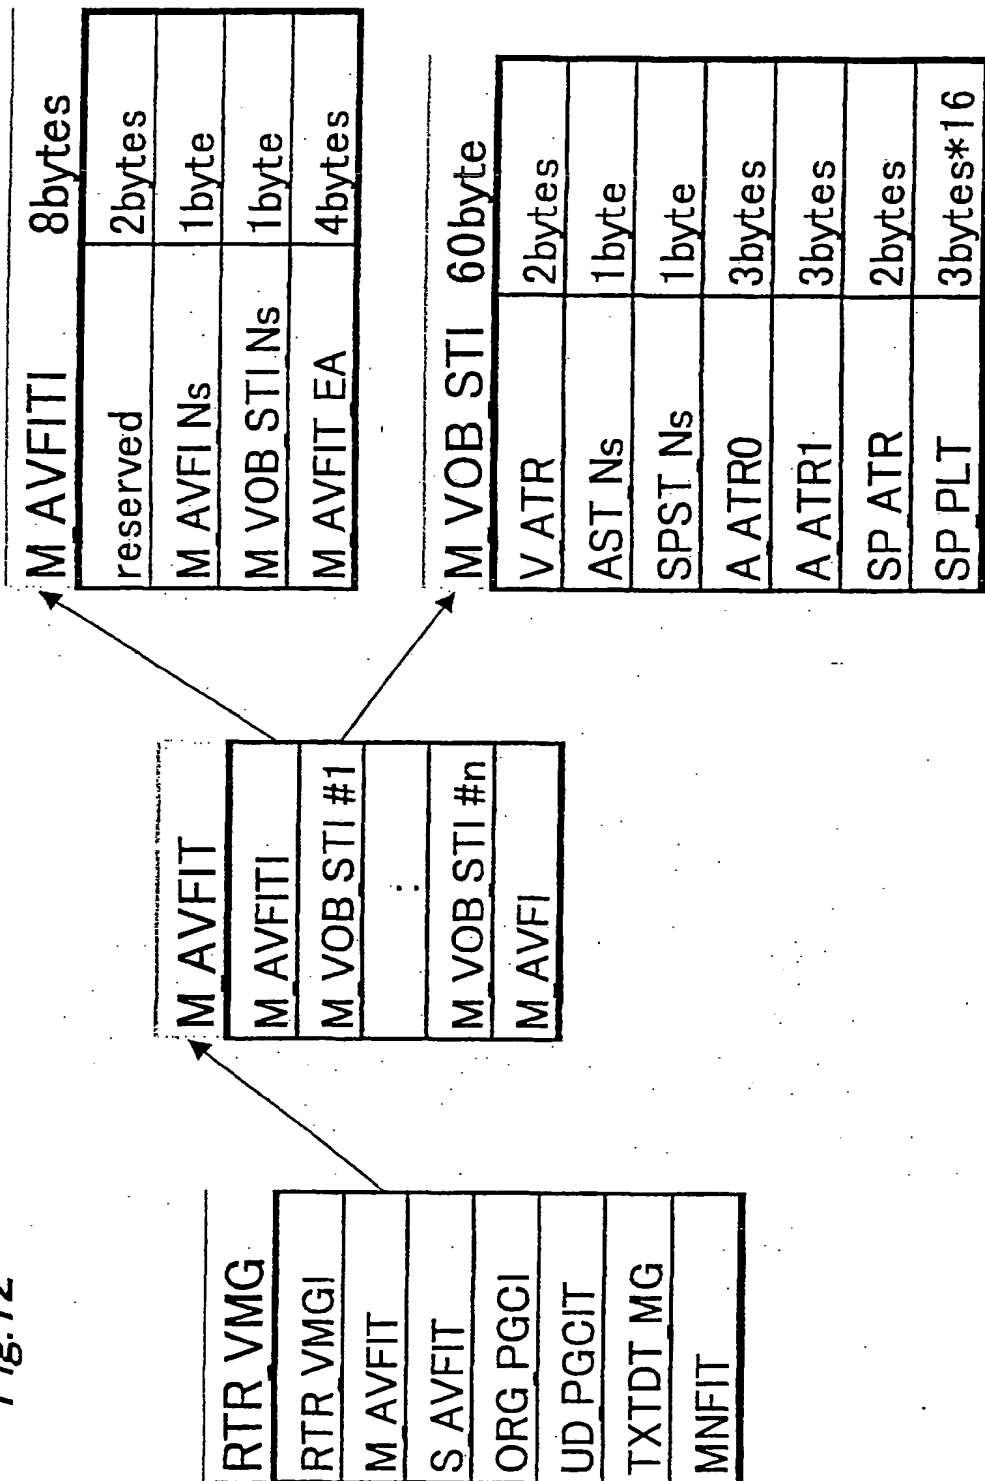 Fig. 12
RTR VMG
RTR VMGI
M AVFIT
S AVFIT
ORG PGCI
UD PGCIT
TXTDT MG
MNFIT
M AVFIT
M AVFITI
M VOB STI #1
:
M VOB STI #n
M AVFI
M AVFITI 8bytes
reserved 2bytes
M AVFI Ns 1byte
M VOB STI Ns 1byte
M AVFIT EA 4bytes
M VOB STI 60byte
V ATR 2bytes
AST Ns 1byte
SPST Ns 1byte
A ATR0 3bytes
A ATR1 3bytes
SP ATR 2bytes
SP PLT 3bytes*16